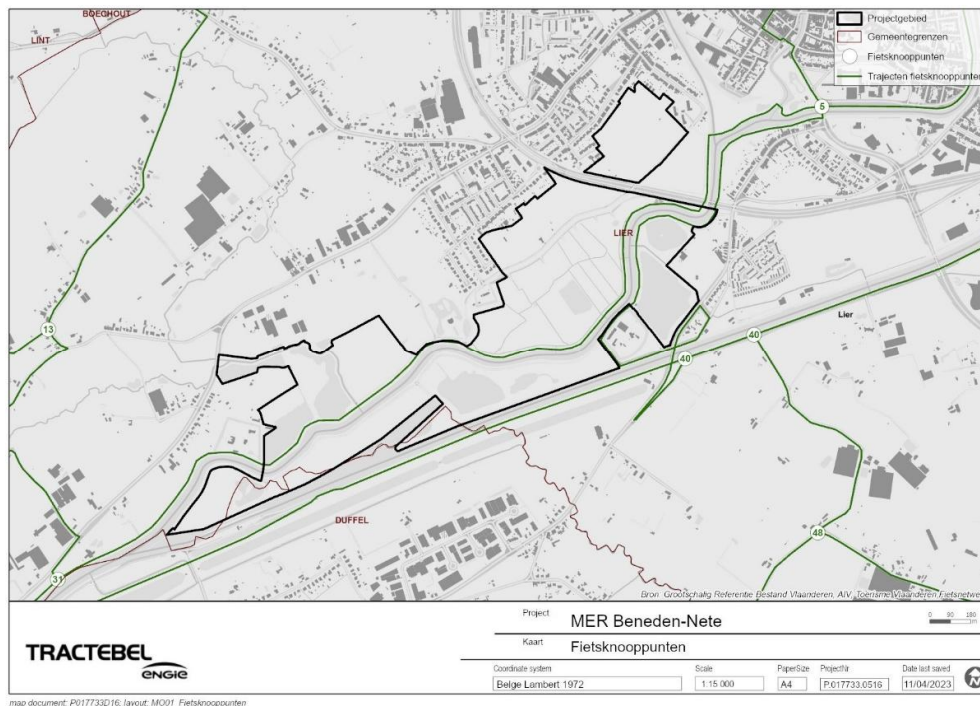 BOECHOUT
LINT
Projectgebied
Gemeentegrenzen
Fietsknooppunten
Trajecten fietsknooppunten
5
LIER
13
Lier
40
40
DUFFEL
48
31
Bron: Grootschalig Referentie Bestand Vlaanderen, AIV, Toerisme Vlaanderen Fietsnetwe
Project
MER Beneden-Nete
0 90 180
m
Kaart
Fietsknooppunten
TRACTEBEL
ENGIE
Coordinate system
Scale
PaperSize
ProjectNr
Date last saved
Belge Lambert 1972
1:15 000
A4
P.017733.0516
11/04/2023
N
map document: P017733D16; layout: MO01_Fietsknooppunten